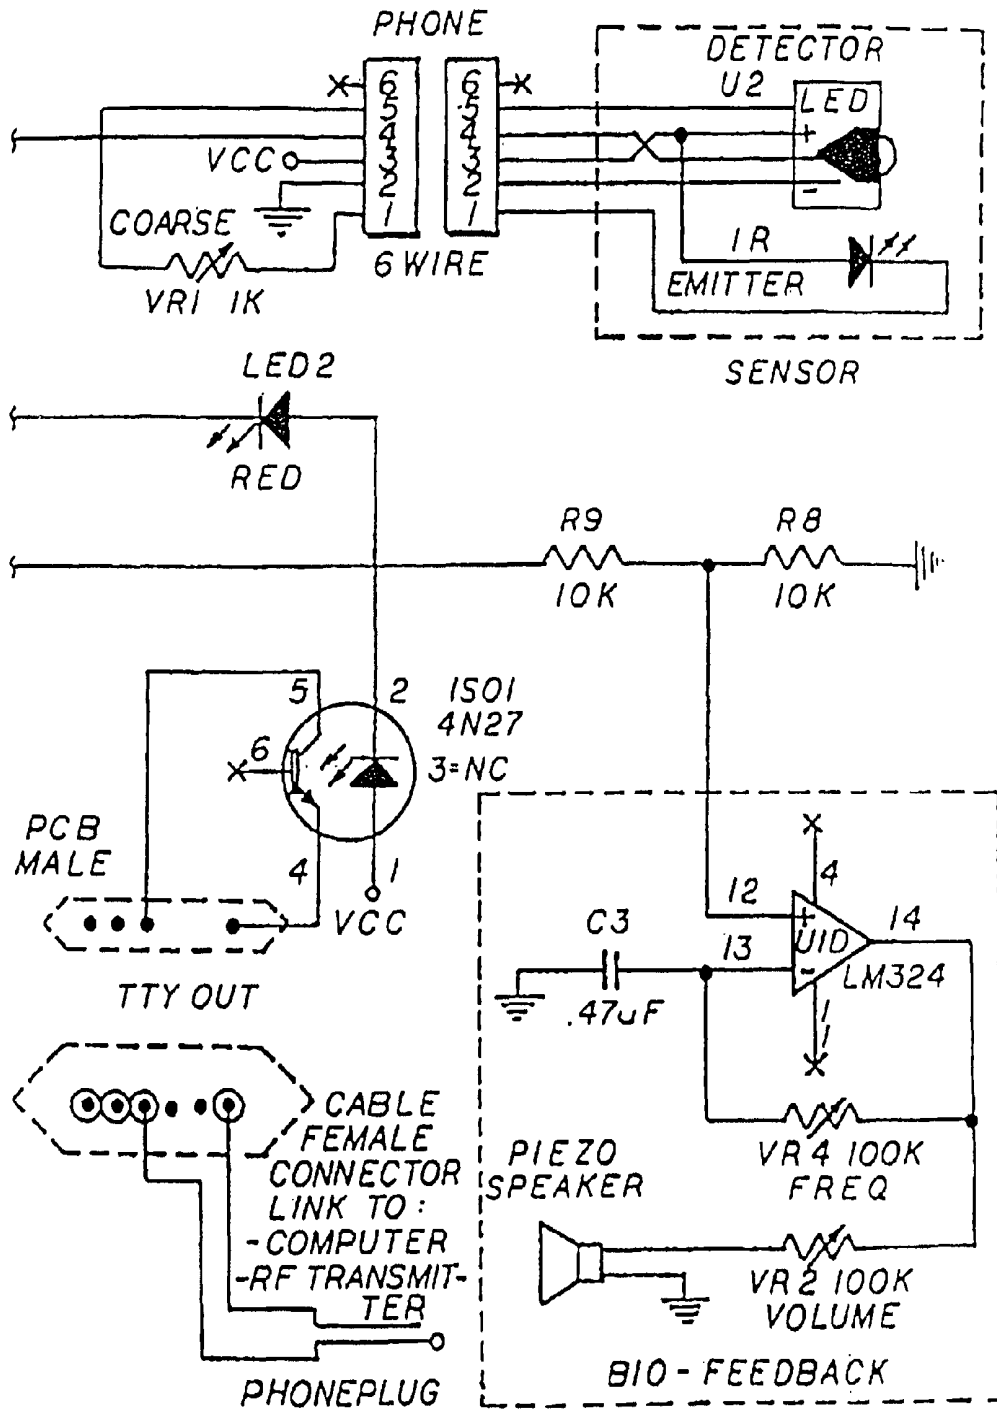 PHONE
6
5
4
3
2
1
6
5
4
3
2
1
VCC
COARSE
VR1 1K
6 WIRE
DETECTOR
U2
LED
+
-
IR
EMITTER
SENSOR
LED2
RED
R9
10K
R8
10K
5
2
ISO1
4N27
6
3=NC
4
1
VCC
PCB
MALE
TTY OUT
12
+
4
14
U1D
LM324
13
-
11
C3
.47uF
VR4 100K
FREQ
PIEZO
SPEAKER
VR2 100K
VOLUME
BIO-FEEDBACK
CABLE
FEMALE
CONNECTOR
LINK TO:
-COMPUTER
-RF TRANSMIT-
TER
PHONEPLUG